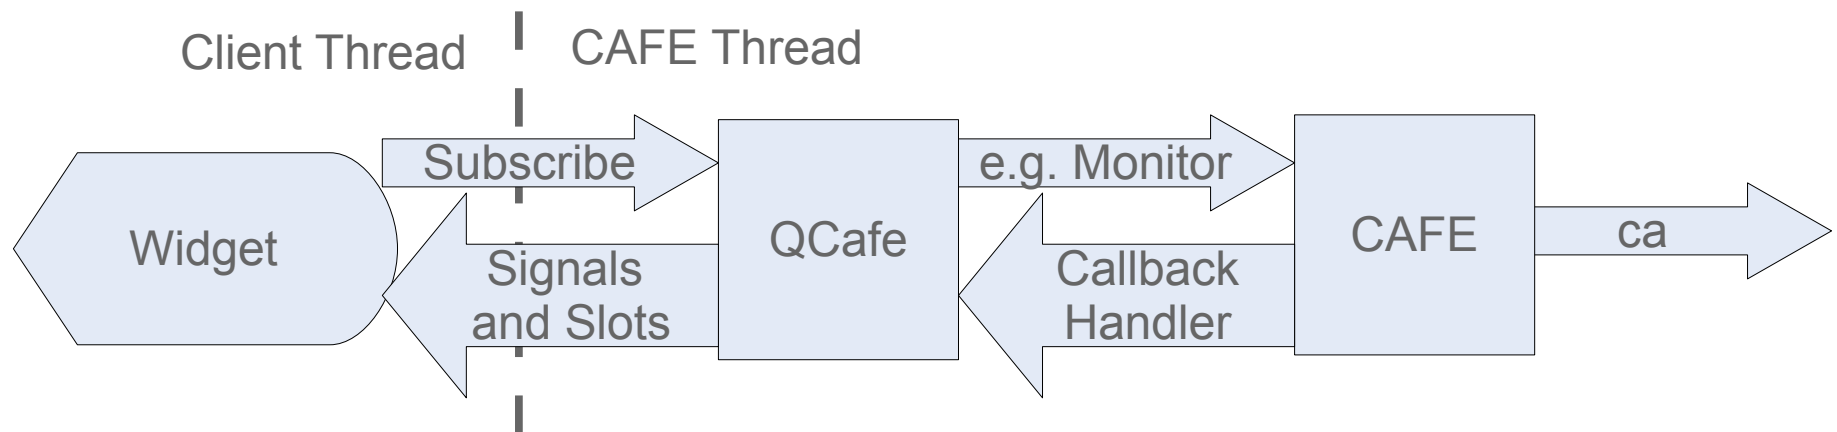 Client Thread
CAFE Thread
Subscribe
e.g. Monitor
Widget
QCafe
CAFE
ca
Signals
and Slots
Callback
Handler